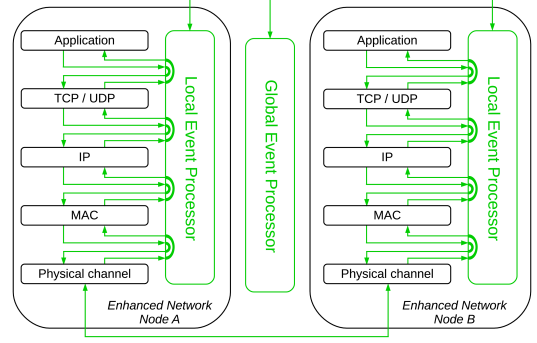 Application
TCP / UDP
IP
MAC
Physical channel
Local Event Processor
Enhanced Network
Node A
Global Event Processor
Application
TCP / UDP
IP
MAC
Physical channel
Local Event Processor
Enhanced Network
Node B